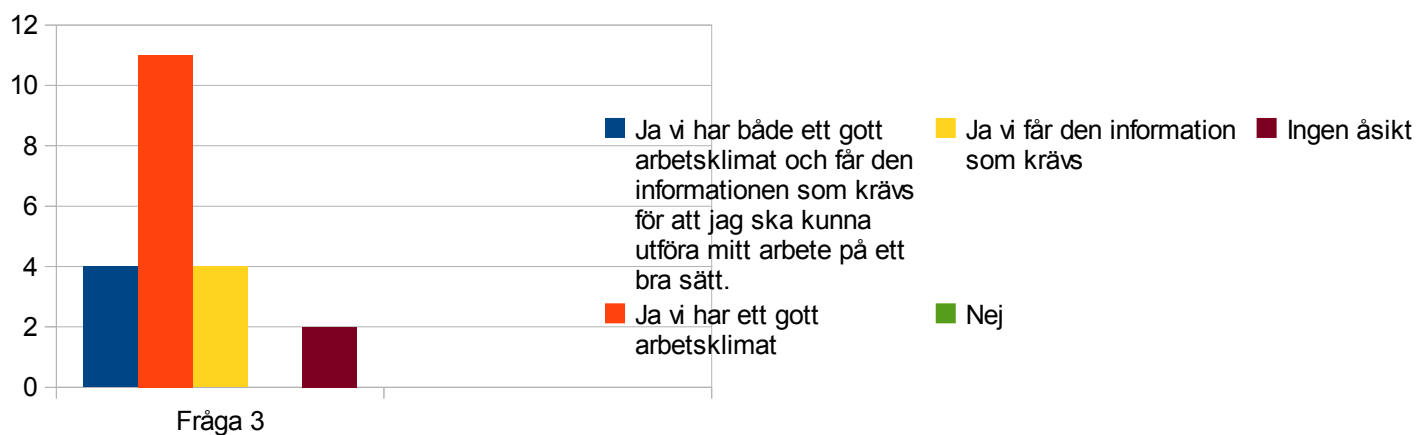 12
10
8
6
4
2
0
Fråga 3
Ja vi har både ett gott
arbetsklimat och får den
informationen som krävs
för att jag ska kunna
utföra mitt arbete på ett
bra sätt.
Ja vi har ett gott
arbetsklimat
Ja vi får den information
som krävs
Nej
Ingen åsikt